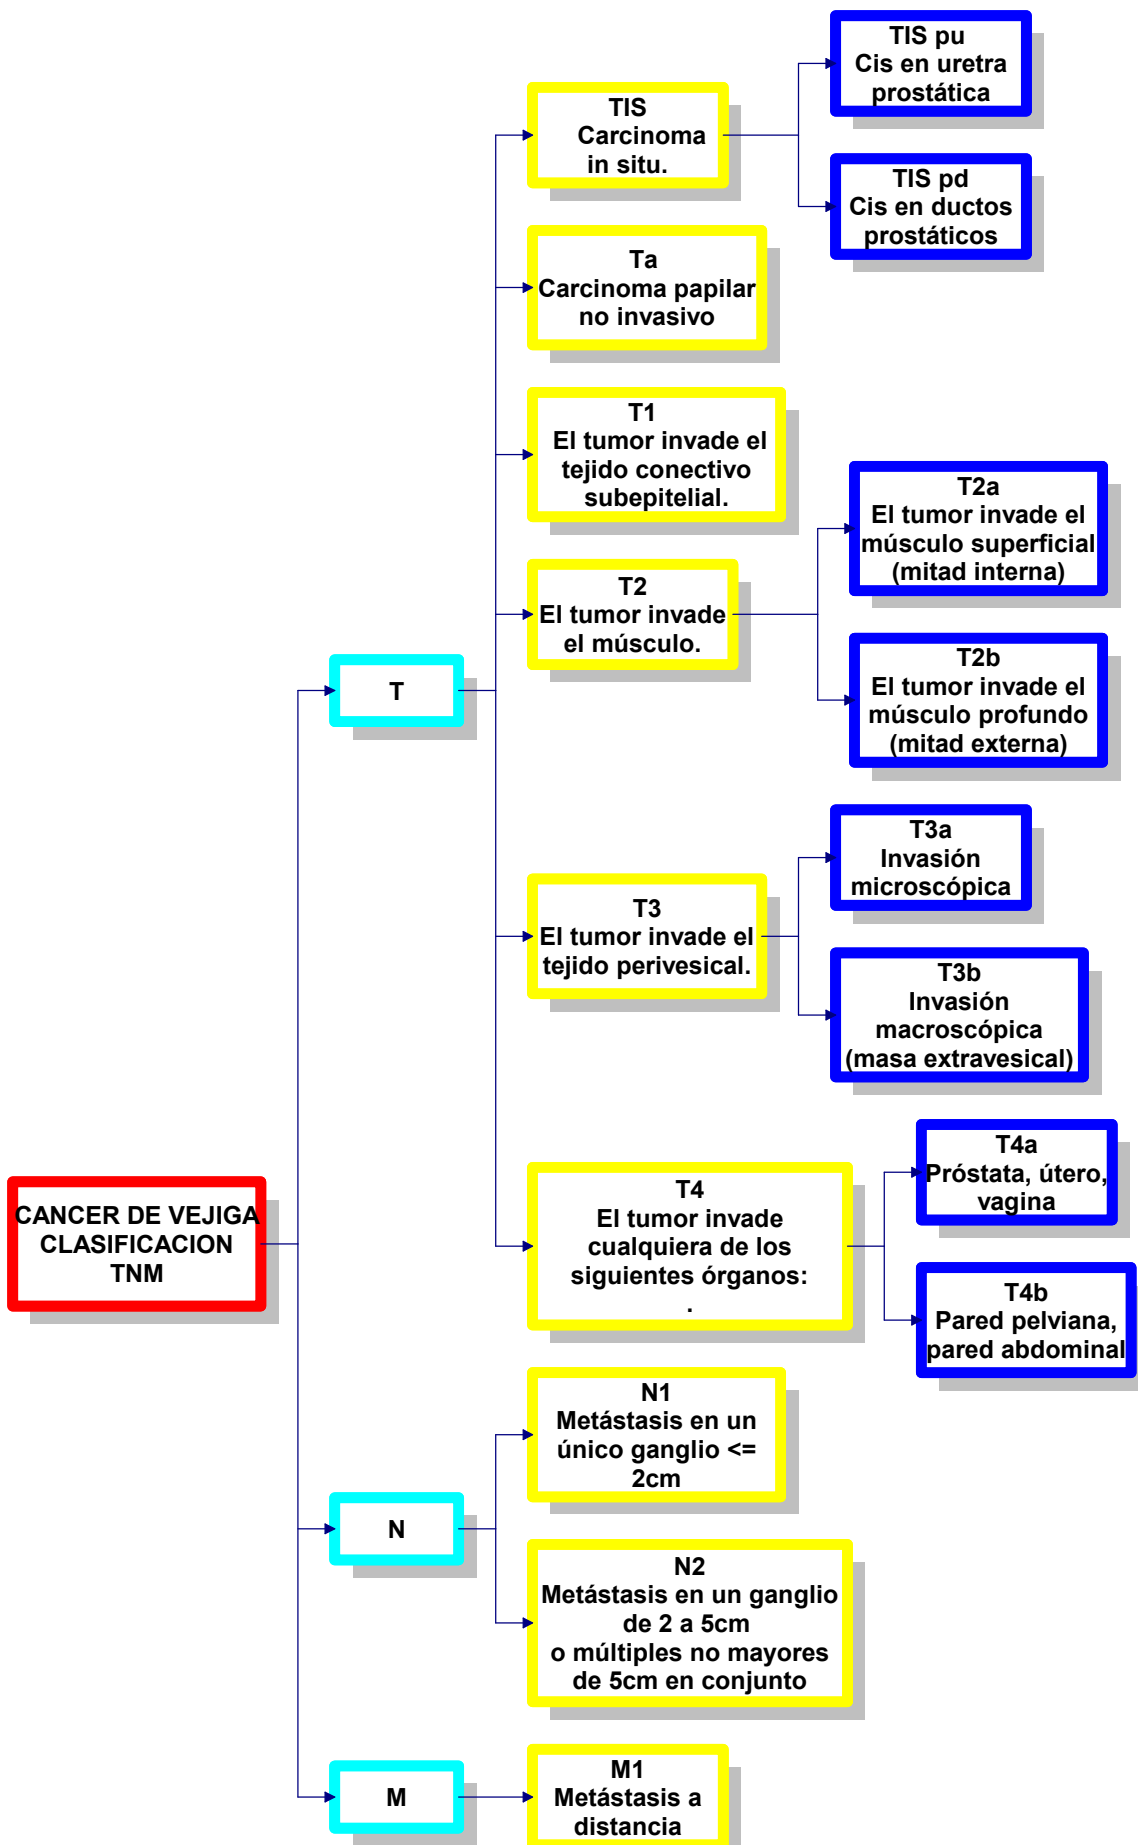 CANCER DE VEJIGA
CLASIFICACION
TNM
T
TIS
Carcinoma
in situ.
TIS pu
Cis en uretra
prostática
TIS pd
Cis en ductos
prostáticos
Ta
Carcinoma papilar
no invasivo
T1
El tumor invade el
tejido conectivo
subepitelial.
T2
El tumor invade
el músculo.
T2a
El tumor invade el
músculo superficial
(mitad interna)
T2b
El tumor invade el
músculo profundo
(mitad externa)
T3
El tumor invade el
tejido perivesical.
T3a
Invasión
microscópica
T3b
Invasión
macroscópica
(masa extravesical)
T4
El tumor invade
cualquiera de los
siguientes órganos:
.
T4a
Próstata, útero,
vagina
T4b
Pared pelviana,
pared abdominal
N
N1
Metástasis en un
único ganglio <=
2cm
N2
Metástasis en un ganglio
de 2 a 5cm
o múltiples no mayores
de 5cm en conjunto
M
M1
Metástasis a
distancia